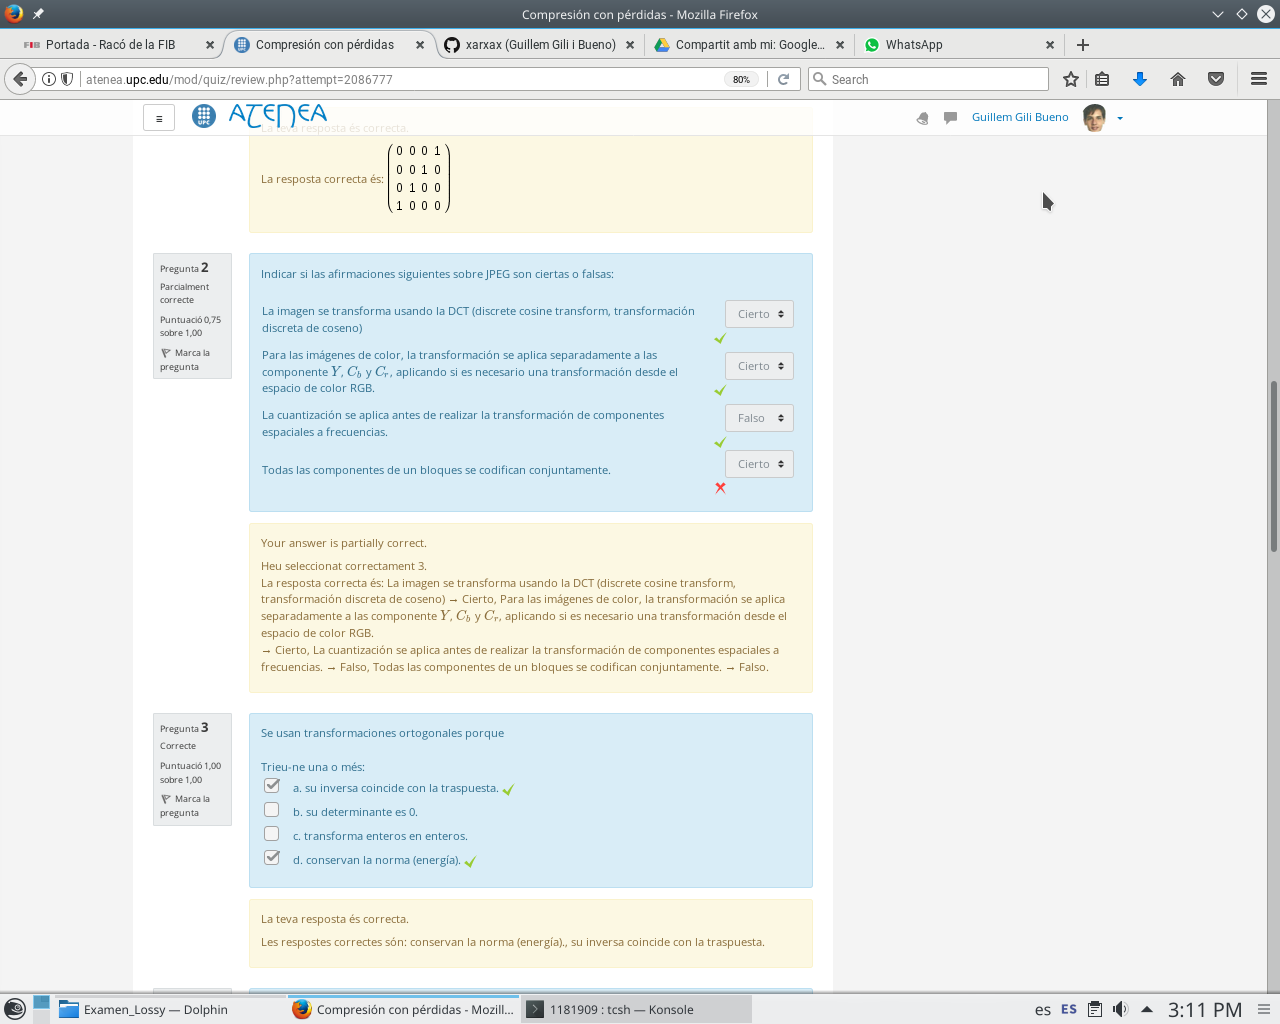 Compresión con pérdidas - Mozilla Firefox
FIB Portada - Racó de la FIB
Compresión con pérdidas
xarxax (Guillem Gili i Bueno)
Compartit amb mi: Google...
WhatsApp
atenea.upc.edu/mod/quiz/review.php?attempt=2086777
80%
Search
UPC
ATENEA
Guillem Gili Bueno
La teva resposta és correcta.
La resposta correcta és:
0 0 0 1
0 0 1 0
0 1 0 0
1 0 0 0
Pregunta 2
Parcialment
correcte
Puntuació 0,75
sobre 1,00
Marca la
pregunta
Indicar si las afirmaciones siguientes sobre JPEG son ciertas o falsas:
La imagen se transforma usando la DCT (discrete cosine transform, transformación
discreta de coseno)
Cierto
Para las imágenes de color, la transformación se aplica separadamente a las
componente Y, Cb y Cr, aplicando si es necesario una transformación desde el
espacio de color RGB.
Cierto
La cuantización se aplica antes de realizar la transformación de componentes
espaciales a frecuencias.
Falso
Todas las componentes de un bloques se codifican conjuntamente.
Cierto
Your answer is partially correct.
Heu seleccionat correctament 3.
La resposta correcta és: La imagen se transforma usando la DCT (discrete cosine transform,
transformación discreta de coseno) → Cierto, Para las imágenes de color, la transformación se aplica
separadamente a las componente Y, Cb y Cr, aplicando si es necesario una transformación desde el
espacio de color RGB.
→ Cierto, La cuantización se aplica antes de realizar la transformación de componentes espaciales a
frecuencias. → Falso, Todas las componentes de un bloques se codifican conjuntamente. → Falso.
Pregunta 3
Correcte
Puntuació 1,00
sobre 1,00
Marca la
pregunta
Se usan transformaciones ortogonales porque
Trieu-ne una o més:
a. su inversa coincide con la traspuesta.
b. su determinante es 0.
c. transforma enteros en enteros.
d. conservan la norma (energía).
La teva resposta és correcta.
Les respostes correctes són: conservan la norma (energía)., su inversa coincide con la traspuesta.
Examen_Lossy — Dolphin
Compresión con pérdidas - Mozill...
1181909 : tcsh — Konsole
es
ES
3:11 PM